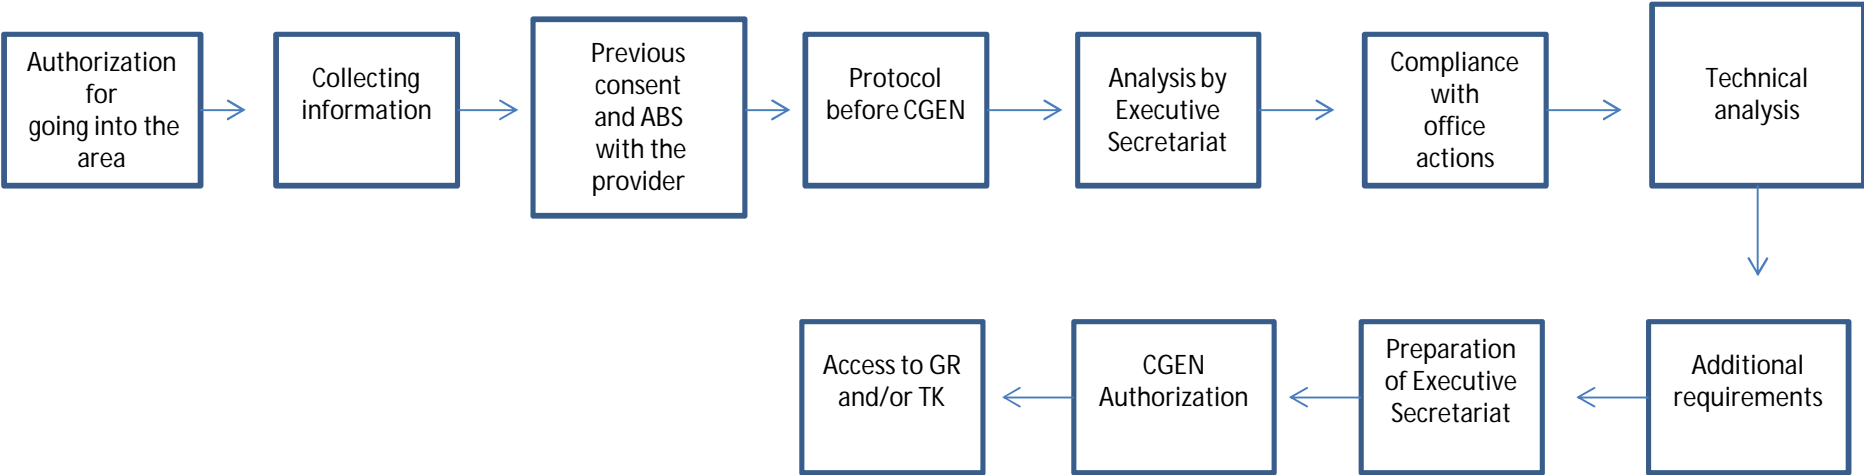 Authorization
for
going into the
area
Collecting
information
Previous
consent
and ABS
with the
provider
Protocol
before CGEN
Analysis by
Executive
Secretariat
Compliance
with
office
actions
Technical
analysis
Additional
requirements
Preparation
of Executive
Secretariat
CGEN
Authorization
Access to GR
and/or TK